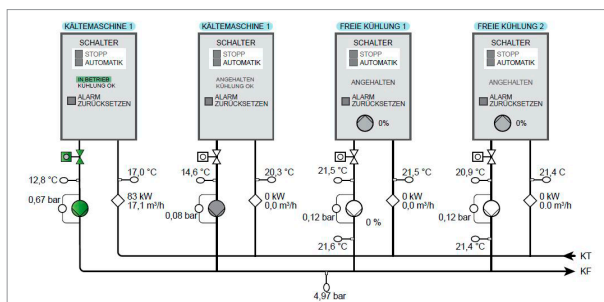 KÄLTEMASCHINE 1
SCHALTER
STOPP
AUTOMATIK
IN BETRIEB
KÜHLUNG OK
ALARM
ZURÜCKSETZEN
12,8 °C
17,0 °C
0,67 bar
83 kW
17,1 m³/h
KÄLTEMASCHINE 1
SCHALTER
STOPP
AUTOMATIK
ANGEHALTEN
KÜHLUNG OK
ALARM
ZURÜCKSETZEN
14,6 °C
20,3 °C
0,08 bar
0 kW
0,0 m³/h
FREIE KÜHLUNG 1
SCHALTER
STOPP
AUTOMATIK
ANGEHALTEN
ALARM
ZURÜCKSETZEN
0%
21,5 °C
21,5 °C
0,12 bar
0 %
0 kW
0.0 m³/h
21,6 °C
FREIE KÜHLUNG 2
SCHALTER
STOPP
AUTOMATIK
ANGEHALTEN
ALARM
ZURÜCKSETZEN
0%
20,9 °C
21,4 C
0,12 bar
0 kW
0.0 m³/h
21,4 °C
KT
KF
4,97 bar